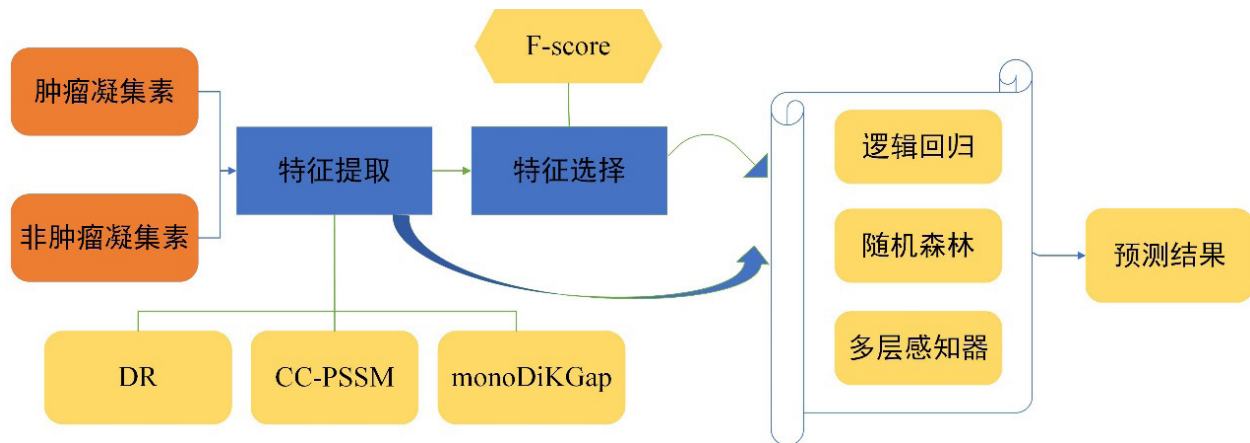 F-score
肿瘤凝集素
特征提取
特征选择
非肿瘤凝集素
DR
CC-PSSM
monoDiKGap
逻辑回归
随机森林
多层感知器
预测结果